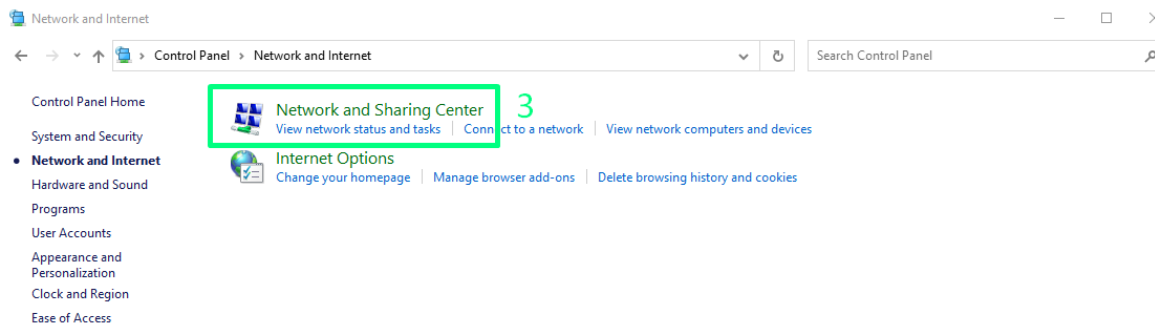 Network and Internet
Control Panel > Network and Internet
Search Control Panel
Control Panel Home
System and Security
Network and Internet
Hardware and Sound
Programs
User Accounts
Appearance and
Personalization
Clock and Region
Ease of Access
Network and Sharing Center 3
View network status and tasks Connect to a network View network computers and devices
Internet Options
Change your homepage Manage browser add-ons Delete browsing history and cookies